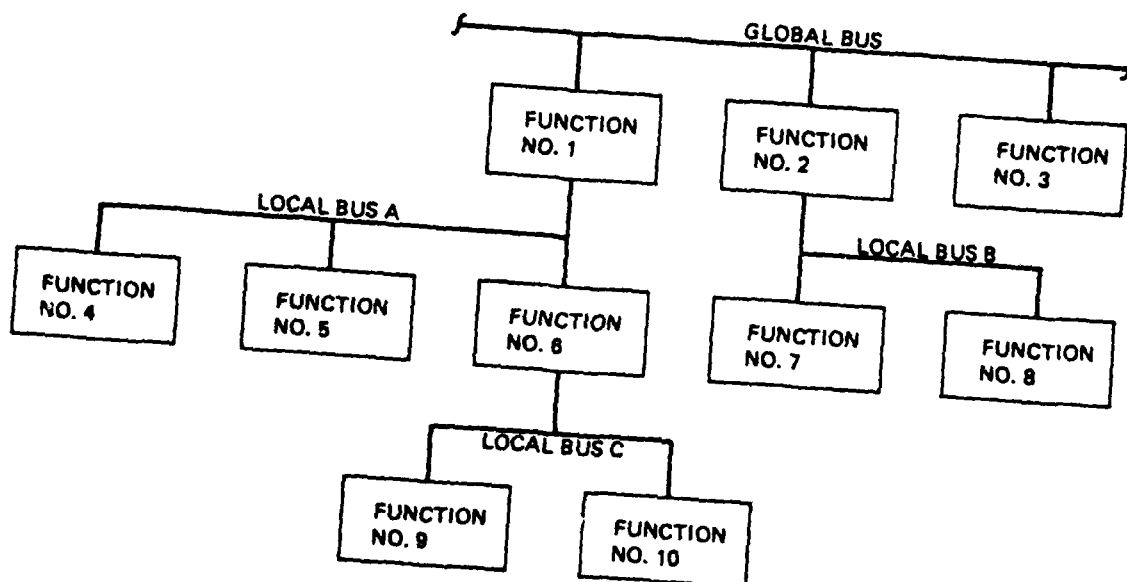 GLOBAL BUS
FUNCTION
NO. 1
FUNCTION
NO. 2
FUNCTION
NO. 3
LOCAL BUS A
LOCAL BUS B
FUNCTION
NO. 4
FUNCTION
NO. 5
FUNCTION
NO. 6
FUNCTION
NO. 7
FUNCTION
NO. 8
LOCAL BUS C
FUNCTION
NO. 9
FUNCTION
NO. 10